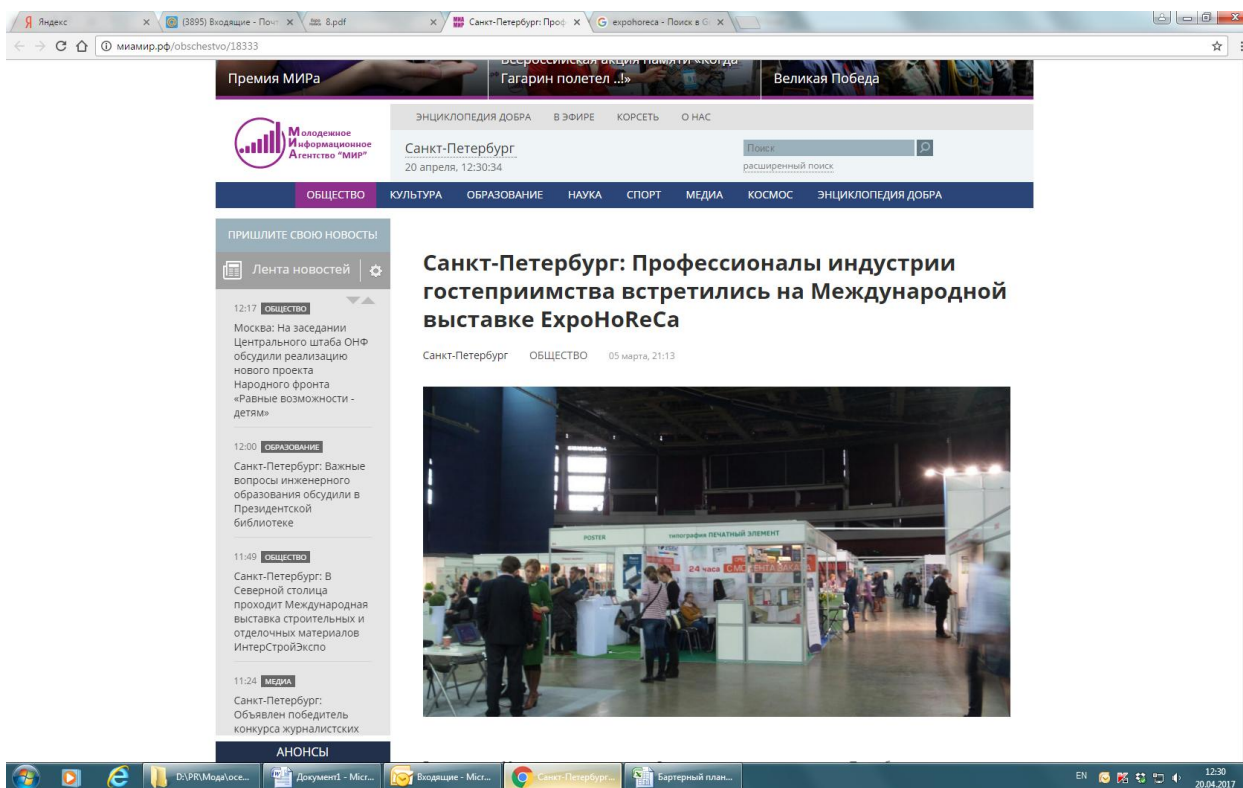 Яндекс
(3895) Входящие - Поч
8.pdf
Санкт-Петербург: Про
expohoreca - Поиск в G
миамир.рф/obschestvo/18333
Премия МИРа
Всероссийская акция памяти «Когда
Гагарин полетел ..!»
Великая Победа
Молодежное
Информационное
Агентство "МИР"
ЭНЦИКЛОПЕДИЯ ДОБРА В ЭФИРЕ КОРСЕТЬ О НАС
Санкт-Петербург
20 апреля, 12:30:34
Поиск
расширенный поиск
ОБЩЕСТВО КУЛЬТУРА ОБРАЗОВАНИЕ НАУКА СПОРТ МЕДИА КОСМОС ЭНЦИКЛОПЕДИЯ ДОБРА
ПРИШЛИТЕ СВОЮ НОВОСТЬ!
Лента новостей
12:17 ОБЩЕСТВО
Москва: На заседании
Центрального штаба ОНФ
обсудили реализацию
нового проекта
Народного фронта
«Равные возможности -
детям»
12:00 ОБРАЗОВАНИЕ
Санкт-Петербург: Важные
вопросы инженерного
образования обсудили в
Президентской
библиотеке
11:49 ОБЩЕСТВО
Санкт-Петербург: В
Северной столица
проходит Международная
выставка строительных и
отделочных материалов
ИнтерСтройЭкспо
11:24 МЕДИА
Санкт-Петербург:
Объявлен победитель
конкурса журналистских
АНОНСЫ
Санкт-Петербург: Профессионалы индустрии
гостеприимства встретились на Международной
выставке ExpoHoReCa
Санкт-Петербург ОБЩЕСТВО 05 марта, 21:13
POSTER
типография ПЕЧАТНЫЙ ЭЛЕМЕНТ
24 часа
D:\PR\Мода\осе...
Документ1 - Micr...
Входящие - Micr...
Санкт-Петербург...
Бартерный план...
EN
12:30
20.04.2017